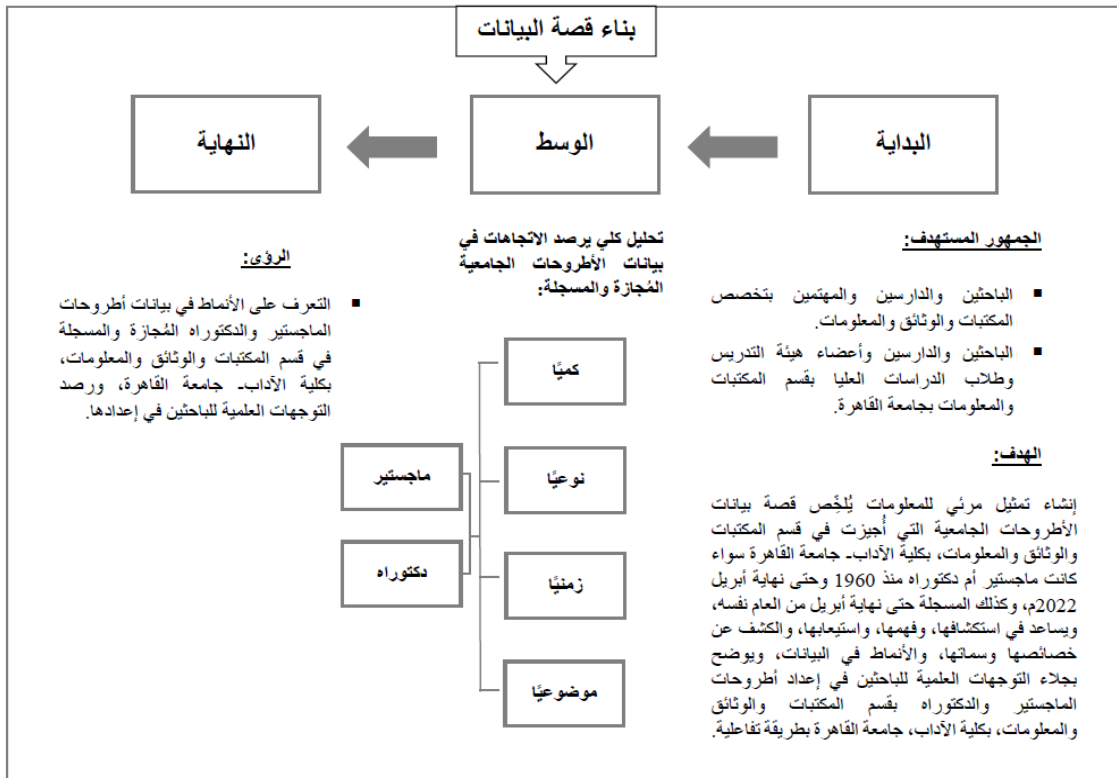 بناء قصة البيانات
البداية
الوسط
النهاية
الجمهور المستهدف:
▪ الباحثين والدارسين والمهتمين بتخصص
المكتبات والوثائق والمعلومات.
▪ الباحثين والدارسين وأعضاء هيئة التدريس
وطلاب الدراسات العليا بقسم المكتبات
والمعلومات بجامعة القاهرة.
الهدف:
إنشاء تمثيل مرئي للمعلومات يُلخِّص قصة بيانات
الأطروحات الجامعية التي أُجيزت في قسم المكتبات
والوثائق والمعلومات، بكلية الآداب- جامعة القاهرة سواء
كانت ماجستير أم دكتوراه منذ 1960 وحتى نهاية أبريل
2022م، وكذلك المسجلة حتى نهاية أبريل من العام نفسه،
ويساعد في استكشافها، وفهمها، واستيعابها، والكشف عن
خصائصها وسماتها، والأنماط في البيانات، ويوضح
بجلاء التوجهات العلمية للباحثين في إعداد أطروحات
الماجستير والدكتوراه بقسم المكتبات والوثائق
والمعلومات، بكلية الآداب، جامعة القاهرة بطريقة تفاعلية.
تحليل كلي يرصد الاتجاهات في
بيانات الأطروحات الجامعية
المُجازة والمسجلة:
كميًا
نوعيًا
زمنيًا
موضوعيًا
ماجستير
دكتوراه
الرؤى:
▪ التعرف على الأنماط في بيانات أطروحات
الماجستير والدكتوراه المُجازة والمسجلة
في قسم المكتبات والوثائق والمعلومات،
بكلية الآداب- جامعة القاهرة، ورصد
التوجهات العلمية للباحثين في إعدادها.